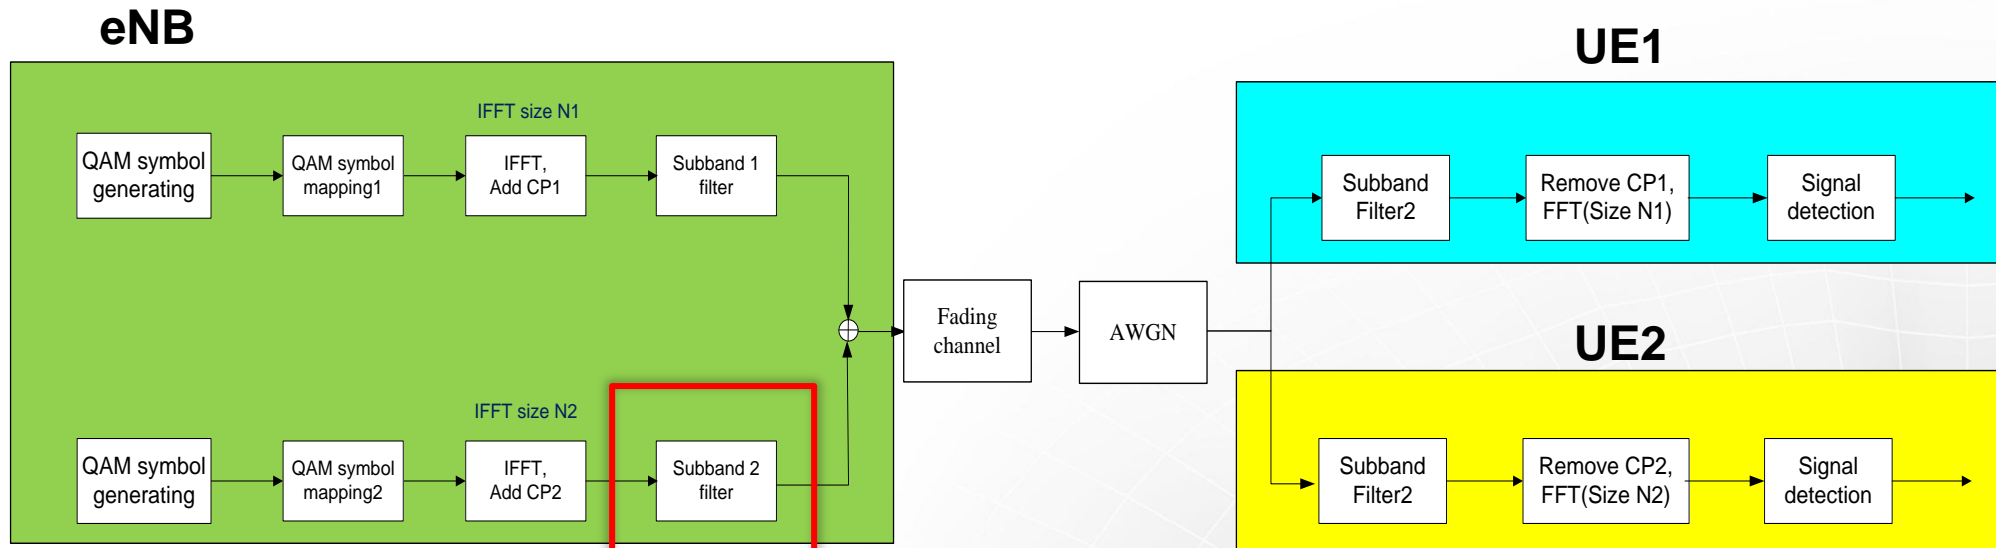 eNB
IFFT size N1
QAM symbol
generating
QAM symbol
mapping1
IFFT,
Add CP1
Subband 1
filter
IFFT size N2
QAM symbol
generating
QAM symbol
mapping2
IFFT,
Add CP2
Subband 2
filter
Fading
channel
AWGN
UE1
Subband
Filter2
Remove CP1,
FFT(Size N1)
Signal
detection
UE2
Subband
Filter2
Remove CP2,
FFT(Size N2)
Signal
detection